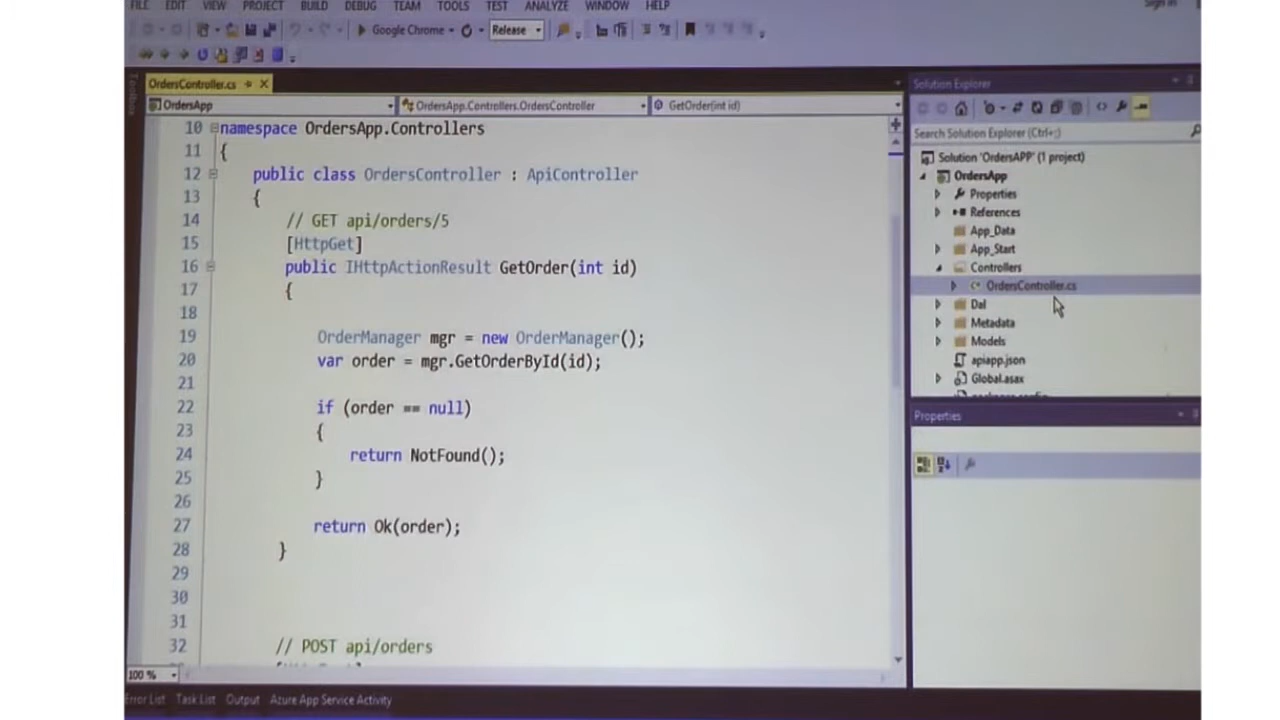 FILE EDIT VIEW PROJECT BUILD DEBUG TEAM TOOLS TEST ANALYZE WINDOW HELP
Sign in
Google Chrome Release
Toolbox
OrdersController.cs
OrdersApp OrdersApp.Controllers.OrdersController GetOrder(int id)
10 namespace OrdersApp.Controllers
11 {
12 public class OrdersController : ApiController
13 {
14 // GET api/orders/5
15 [HttpGet]
16 public IHttpActionResult GetOrder(int id)
17 {
18
19 OrderManager mgr = new OrderManager();
20 var order = mgr.GetOrderById(id);
21
22 if (order == null)
23 {
24 return NotFound();
25 }
26
27 return Ok(order);
28 }
29
30
31
32 // POST api/orders
100 %
Error List Task List Output Azure App Service Activity
Solution Explorer
Search Solution Explorer (Ctrl+;)
Solution 'OrdersAPP' (1 project)
OrdersApp
Properties
References
App_Data
App_Start
Controllers
OrdersController.cs
Dal
Metadata
Models
apiapp.json
Global.asax
Properties